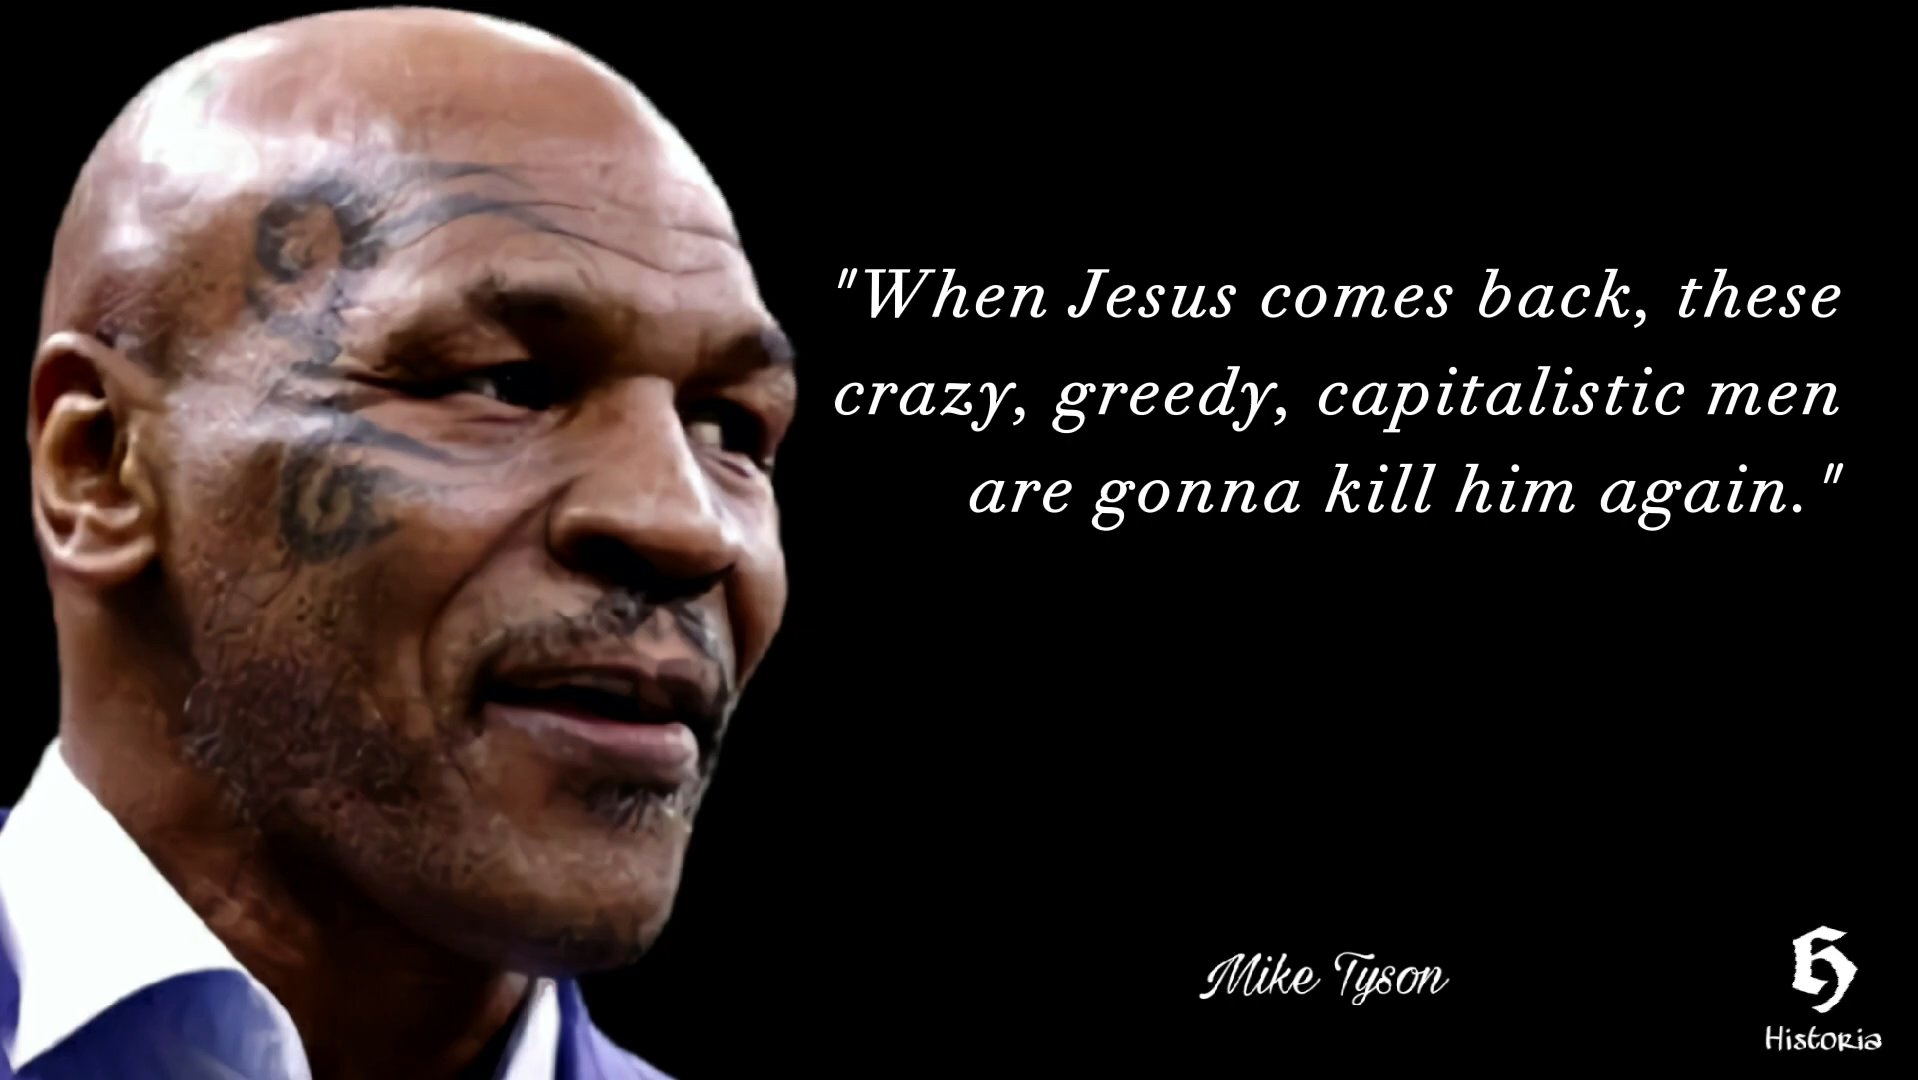 "When Jesus comes back, these
crazy, greedy, capitalistic men
are gonna kill him again."
Mike Tyson
Historia